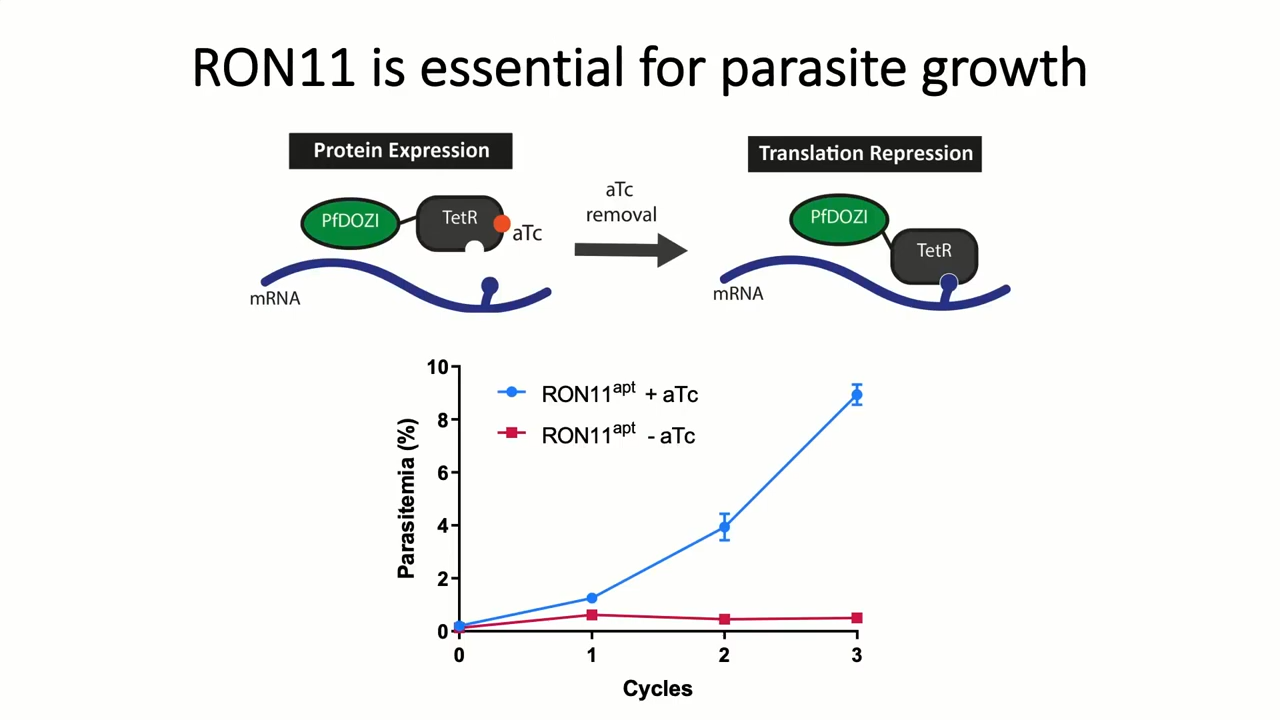 RON11 is essential for parasite growth
Protein Expression
Translation Repression
PfDOZI
TetR
aTc
mRNA
aTc
removal
PfDOZI
TetR
mRNA
10
8
6
4
2
0
Parasitemia (%)
RON11apt + aTc
RON11apt - aTc
0 1 2 3
Cycles